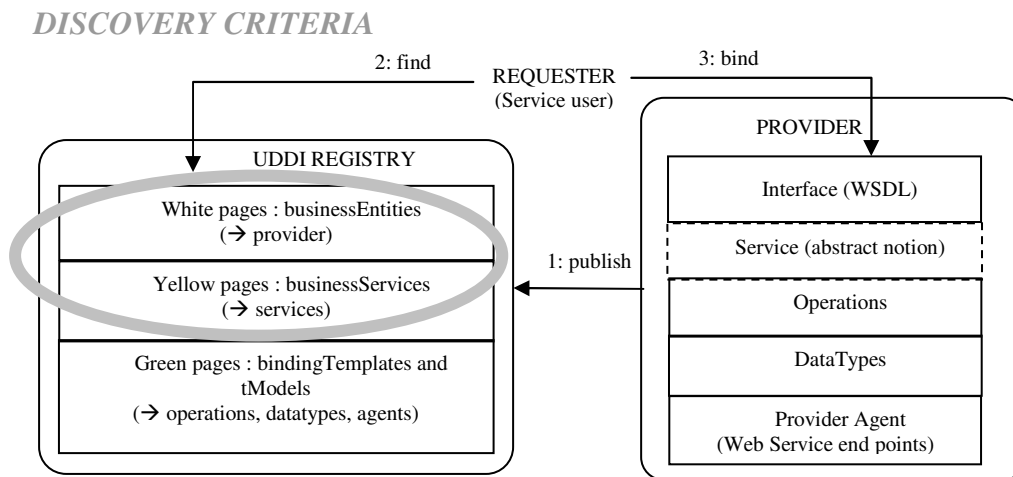 DISCOVERY CRITERIA
2: find
REQUESTER
(Service user)
3: bind
UDDI REGISTRY
White pages : businessEntities
(→ provider)
Yellow pages : businessServices
(→ services)
Green pages : bindingTemplates and
tModels
(→ operations, datatypes, agents)
1: publish
PROVIDER
Interface (WSDL)
Service (abstract notion)
Operations
DataTypes
Provider Agent
(Web Service end points)